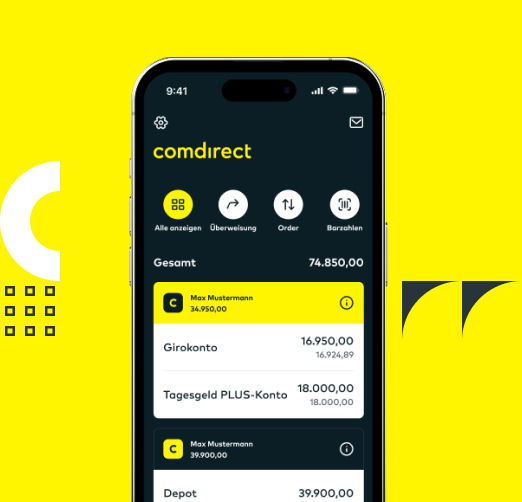 9:41
comdırect
Alle anzeigen Überweisung Order Barzahlen
Gesamt 74.850,00
C Max Mustermann
34.950,00
Girokonto 16.950,00
16.924,89
Tagesgeld PLUS-Konto 18.000,00
18.000,00
C Max Mustermann
39.900,00
Depot 39.900,00